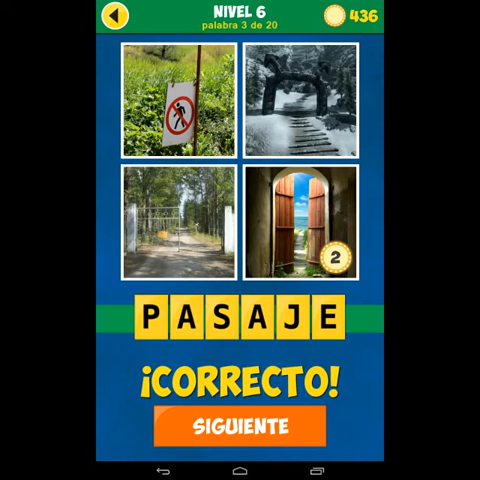 NIVEL 6
palabra 3 de 20
436
2
PASAJE
¡CORRECTO!
SIGUIENTE